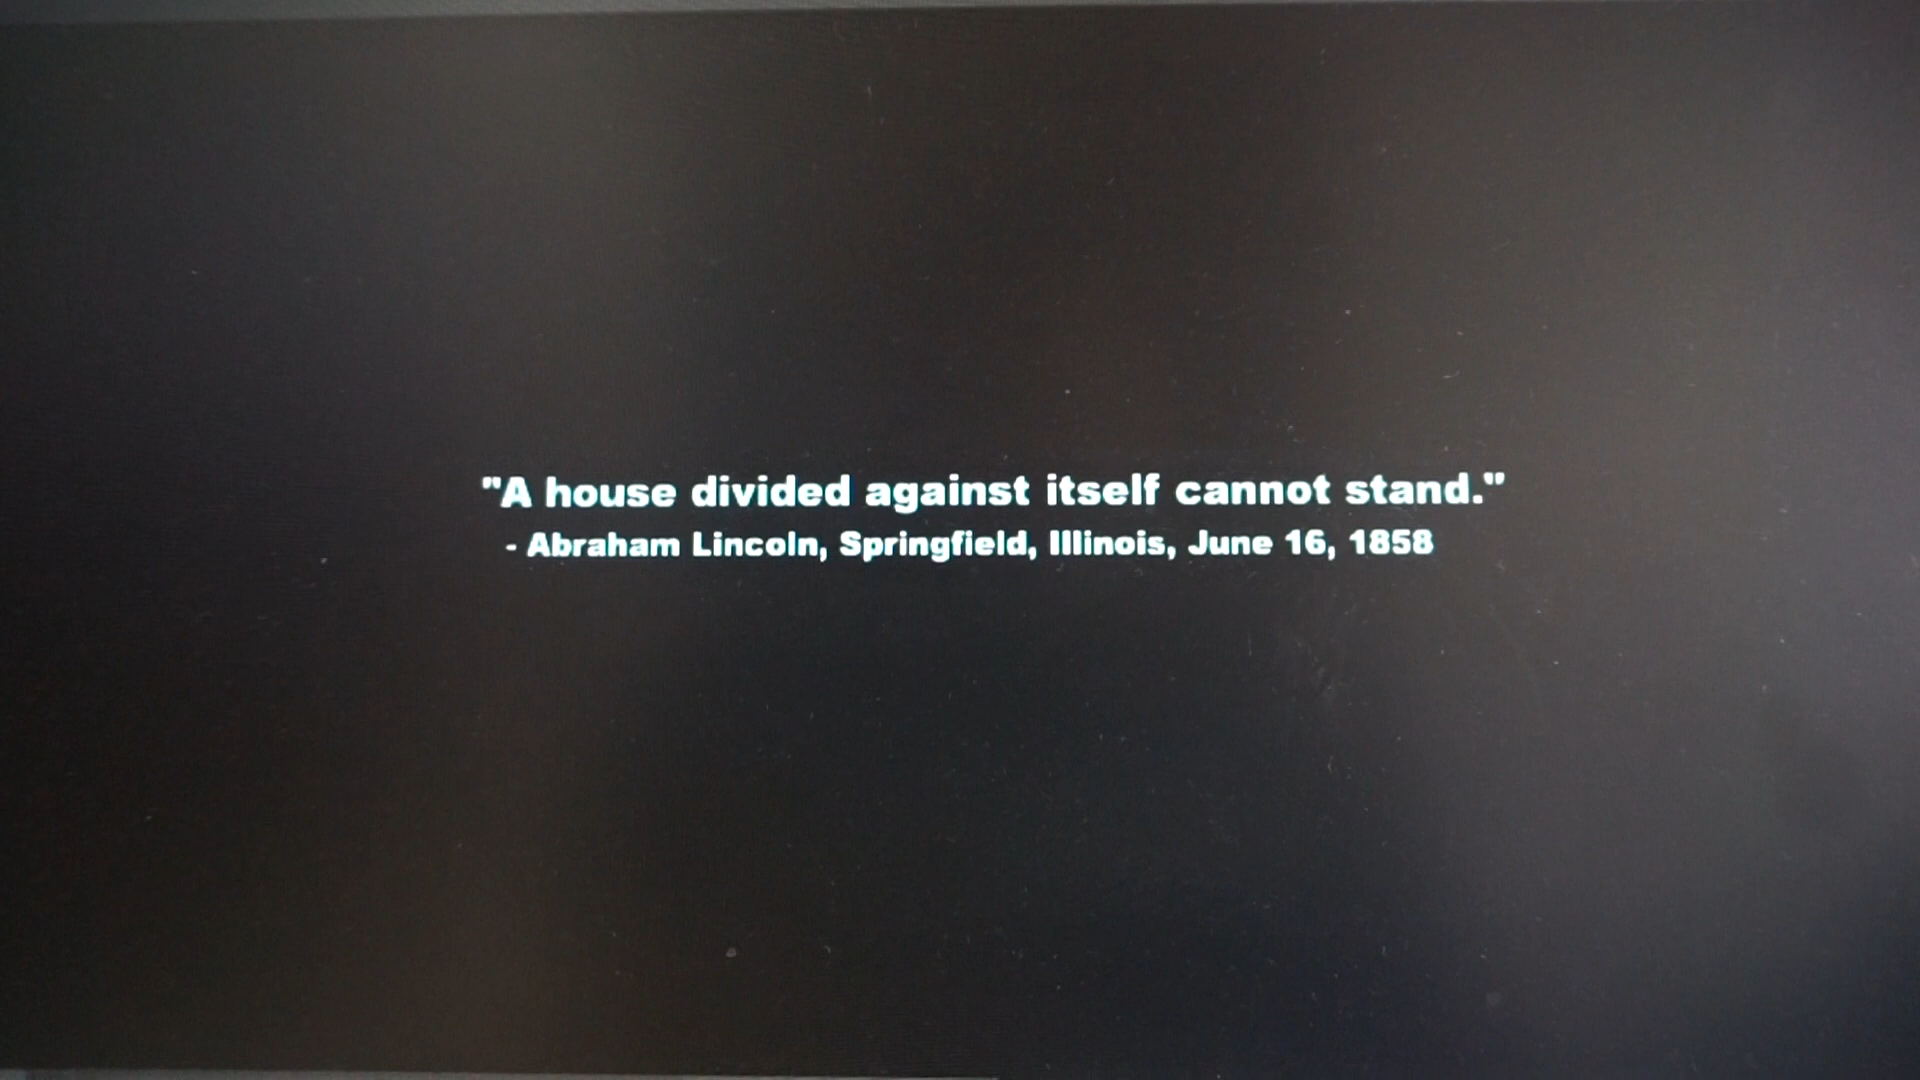 "A house divided against itself cannot stand."
- Abraham Lincoln, Springfield, Illinois, June 16, 1858